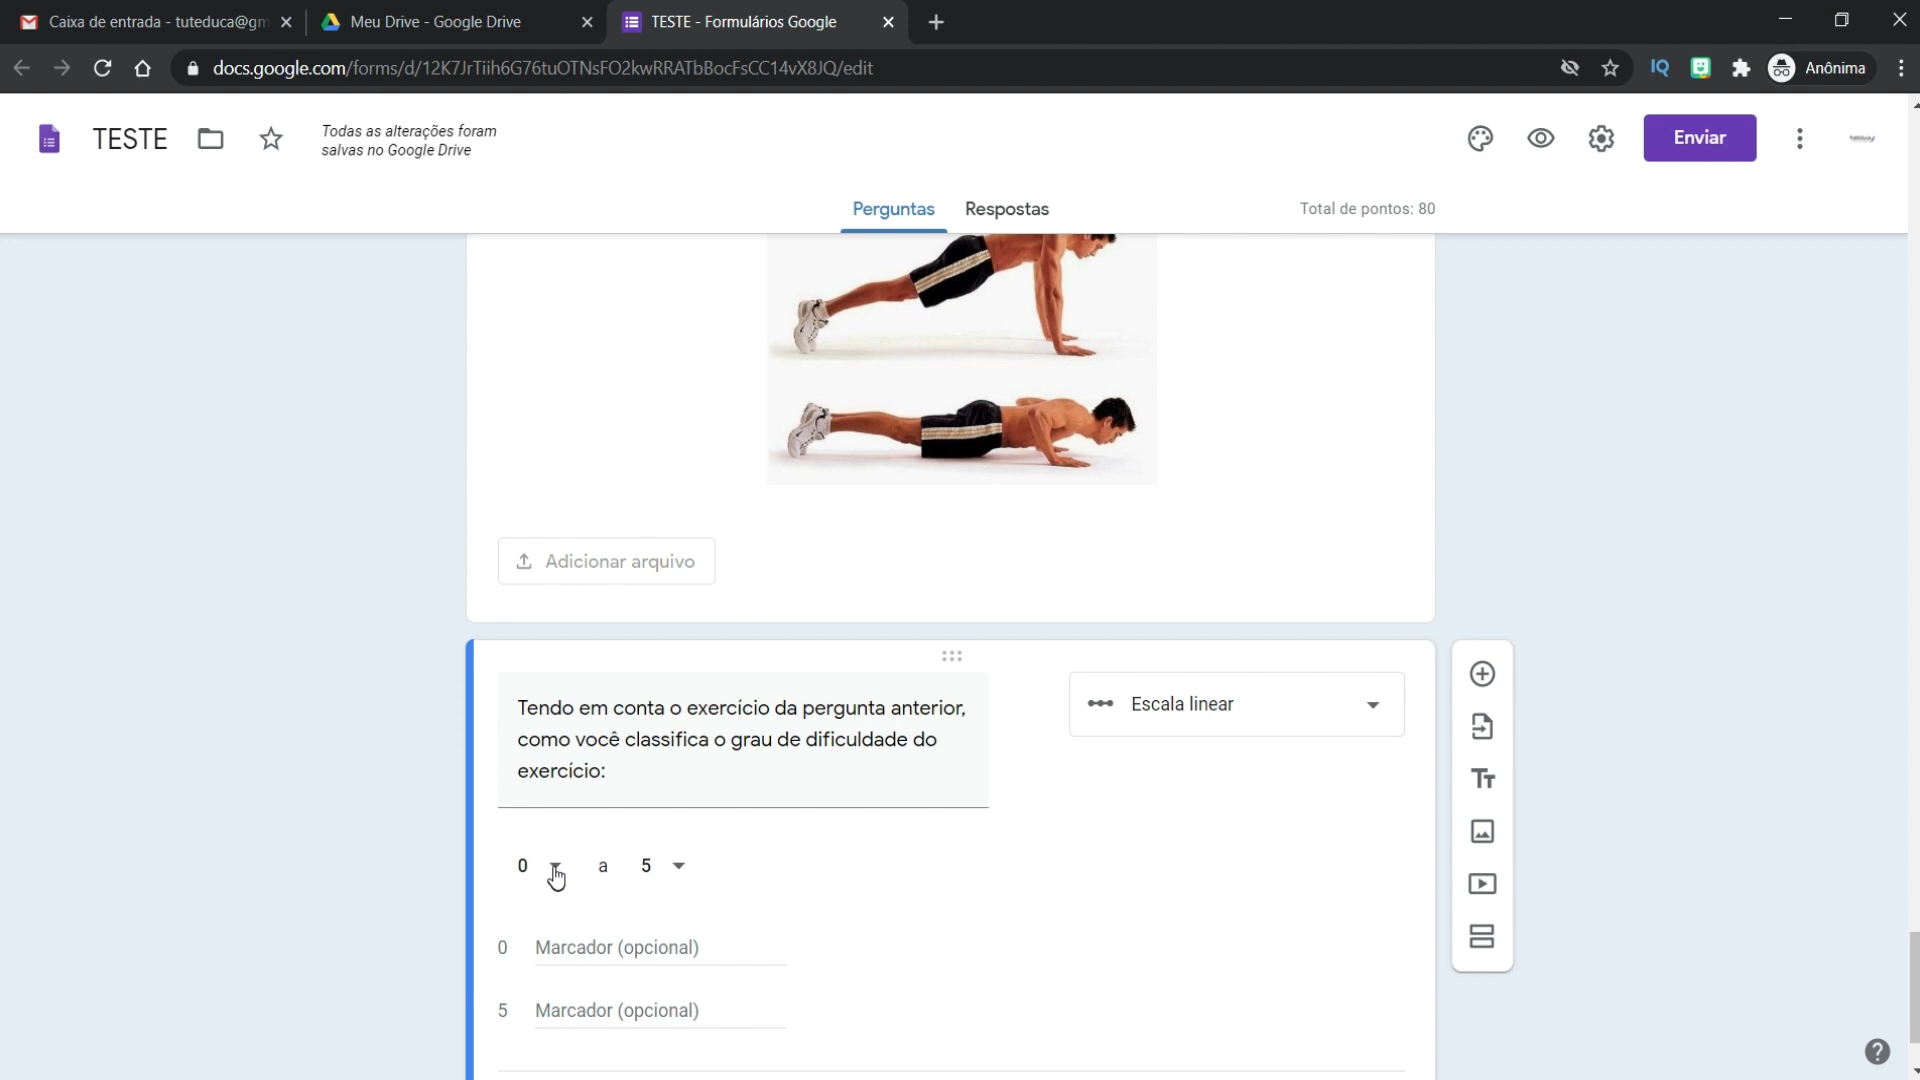 Caixa de entrada - tuteduca@gm
Meu Drive - Google Drive
TESTE - Formulários Google
docs.google.com/forms/d/12K7JrTiih6G76tuOTNsFO2kwRRATbBocFsCC14vX8JQ/edit
IQ
Anônima
TESTE
Todas as alterações foram
salvas no Google Drive
Enviar
Perguntas
Respostas
Total de pontos: 80
Adicionar arquivo
Tendo em conta o exercício da pergunta anterior,
como você classifica o grau de dificuldade do
exercício:
Escala linear
0 a 5
0 Marcador (opcional)
5 Marcador (opcional)